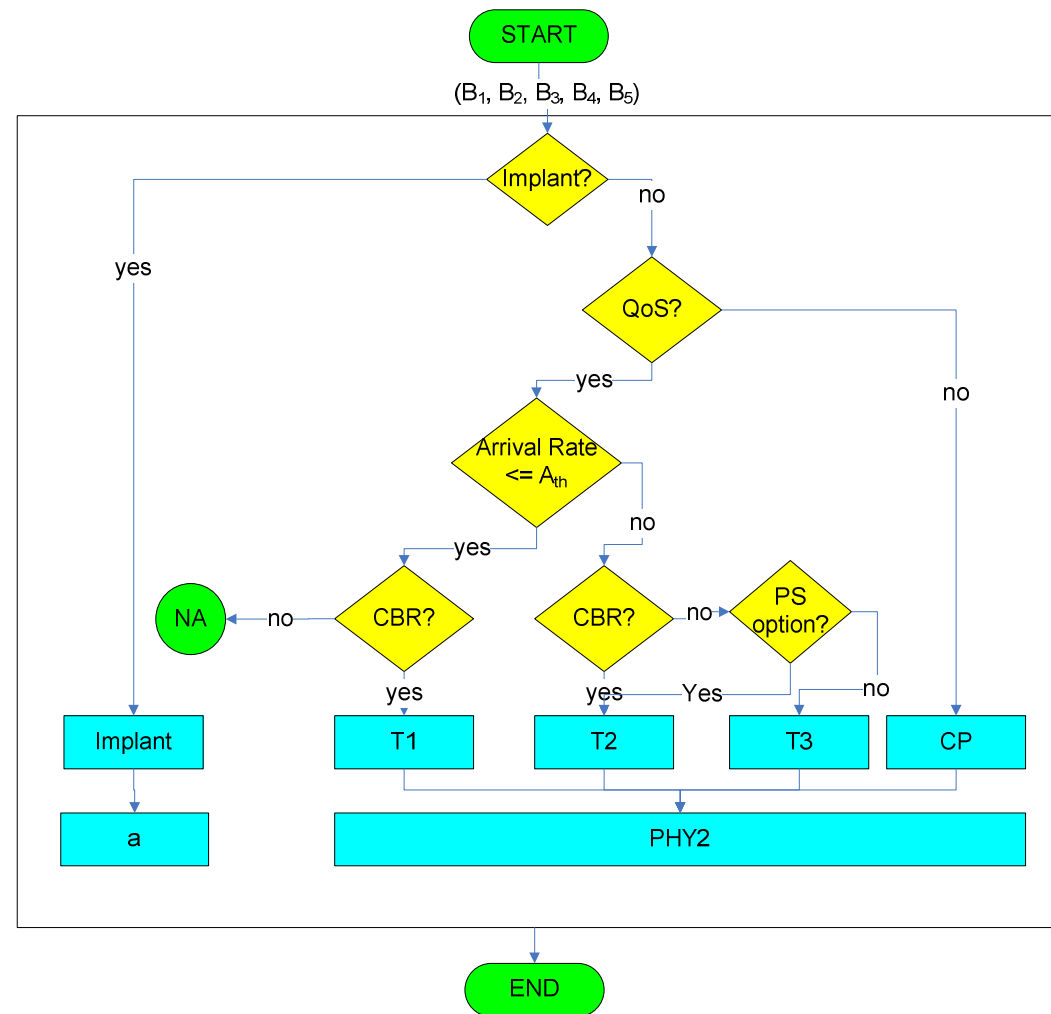 START
(B₁, B₂, B₃, B₄, B₅)
Implant?
no
yes
QoS?
yes
no
Arrival Rate
<= Aₜₕ
no
yes
NA
no
CBR?
CBR?
no
PS
option?
yes
yes
Yes
no
Implant
T1
T2
T3
CP
a
PHY2
END